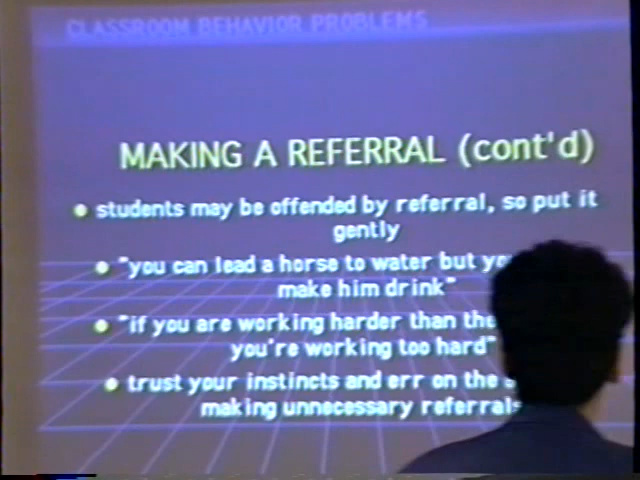 CLASSROOM BEHAVIOR PROBLEMS
MAKING A REFERRAL (cont'd)
• students may be offended by referral, so put it
gently
• "you can lead a horse to water but
make him drink"
• "if you are working harder than
you're working too hard"
• trust your instincts and err on the
making unnecessary referrals